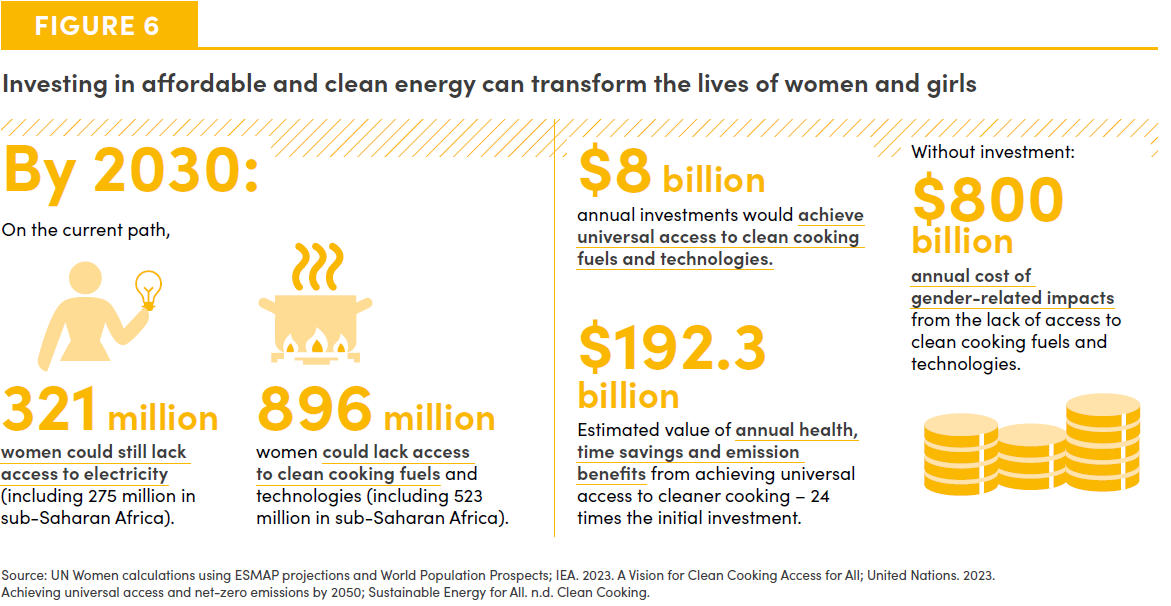 FIGURE 6
Investing in affordable and clean energy can transform the lives of women and girls
By 2030:
On the current path,
321 million
women could still lack
access to electricity
(including 275 million in
sub-Saharan Africa).
896 million
women could lack access
to clean cooking fuels and
technologies (including 523
million in sub-Saharan Africa).
$8 billion
annual investments would achieve
universal access to clean cooking
fuels and technologies.
$192.3
billion
Estimated value of annual health,
time savings and emission
benefits from achieving universal
access to cleaner cooking – 24
times the initial investment.
Without investment:
$800
billion
annual cost of
gender-related impacts
from the lack of access to
clean cooking fuels and
technologies.
Source: UN Women calculations using ESMAP projections and World Population Prospects; IEA. 2023. A Vision for Clean Cooking Access for All; United Nations. 2023.
Achieving universal access and net-zero emissions by 2050; Sustainable Energy for All. n.d. Clean Cooking.